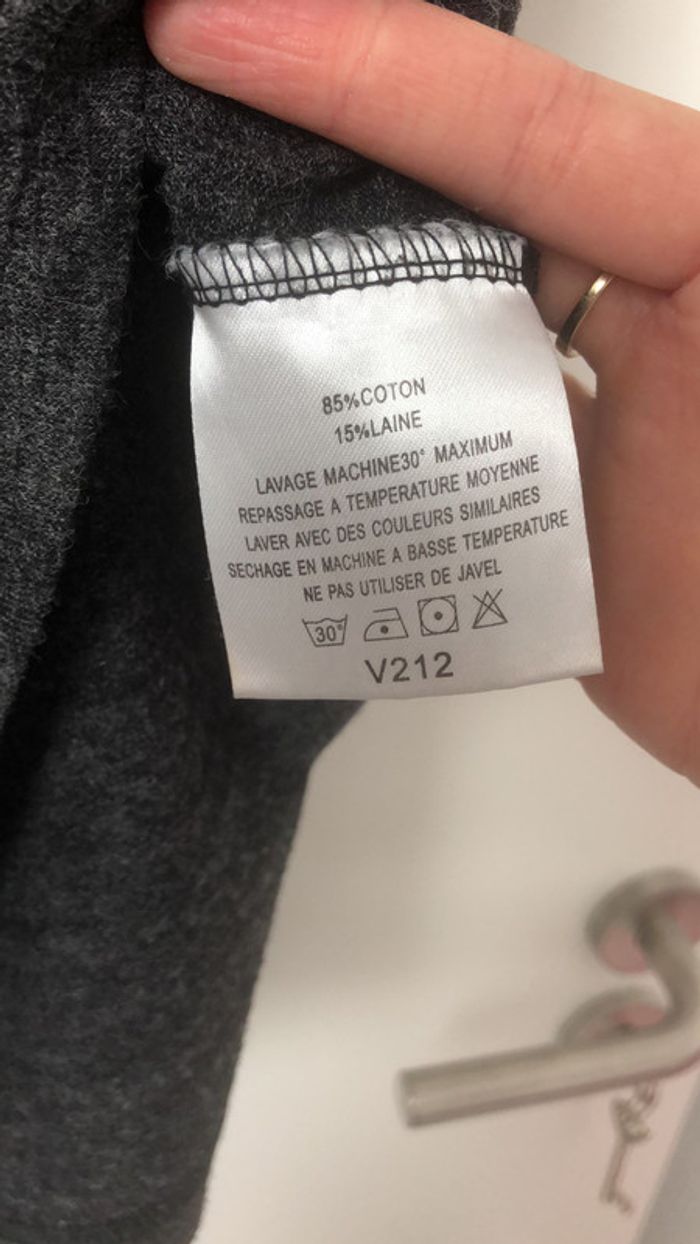 85%COTON
15%LAINE
LAVAGE MACHINE30° MAXIMUM
REPASSAGE A TEMPERATURE MOYENNE
LAVER AVEC DES COULEURS SIMILAIRES
SECHAGE EN MACHINE A BASSE TEMPERATURE
NE PAS UTILISER DE JAVEL
30°
V212